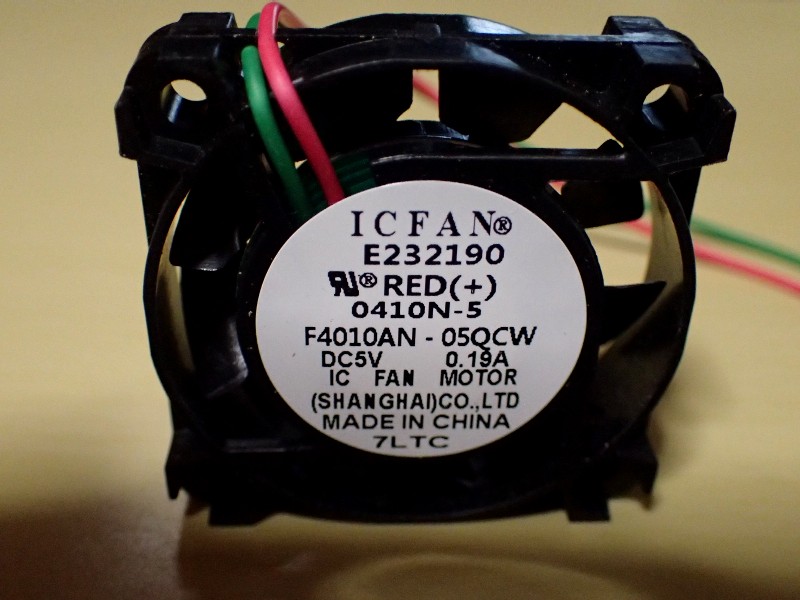 ICFAN®
E232190
RU® RED(+)
0410N-5
F4010AN - 05QCW
DC5V 0.19A
IC FAN MOTOR
(SHANGHAI)CO.,LTD
MADE IN CHINA
7LTC